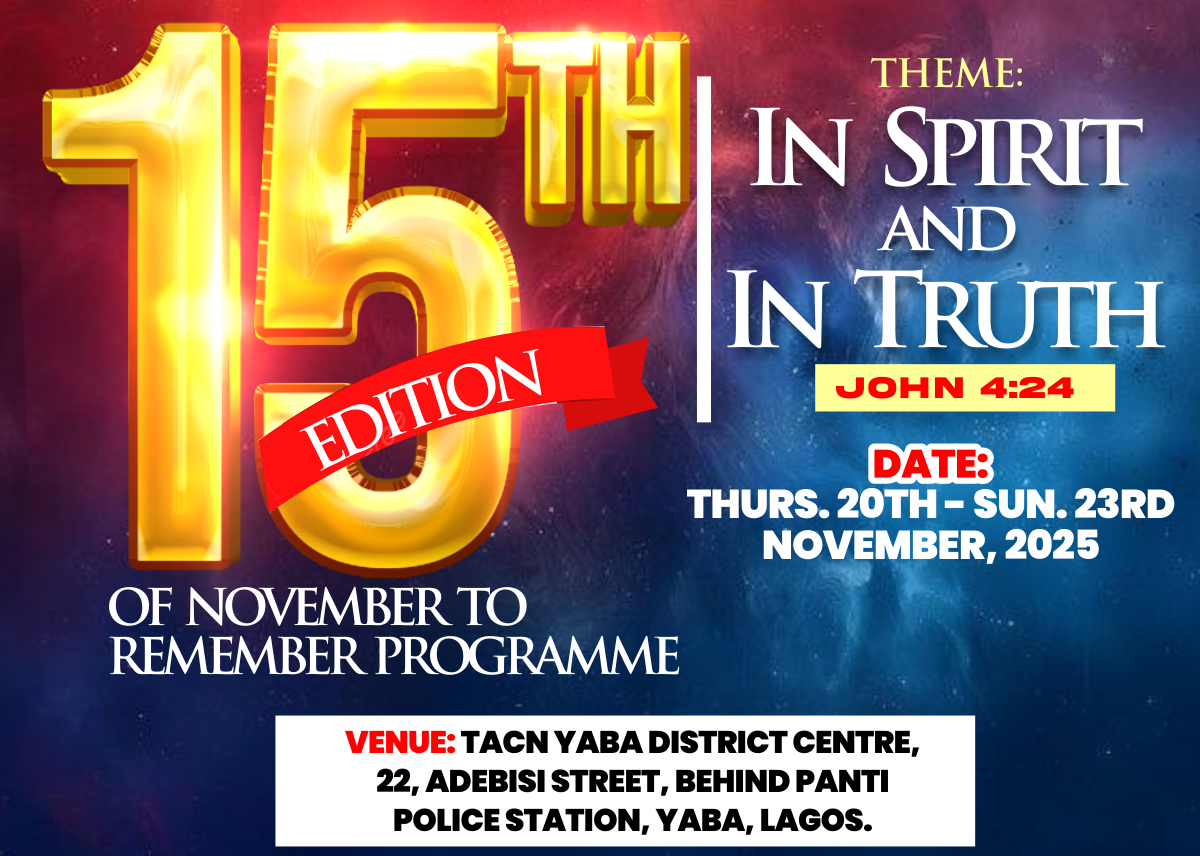 15TH
EDITION
OF NOVEMBER TO
REMEMBER PROGRAMME
THEME:
IN SPIRIT
AND
IN TRUTH
JOHN 4:24
DATE:
THURS. 20TH - SUN. 23RD
NOVEMBER, 2025
VENUE: TACN YABA DISTRICT CENTRE,
22, ADEBISI STREET, BEHIND PANTI
POLICE STATION, YABA, LAGOS.